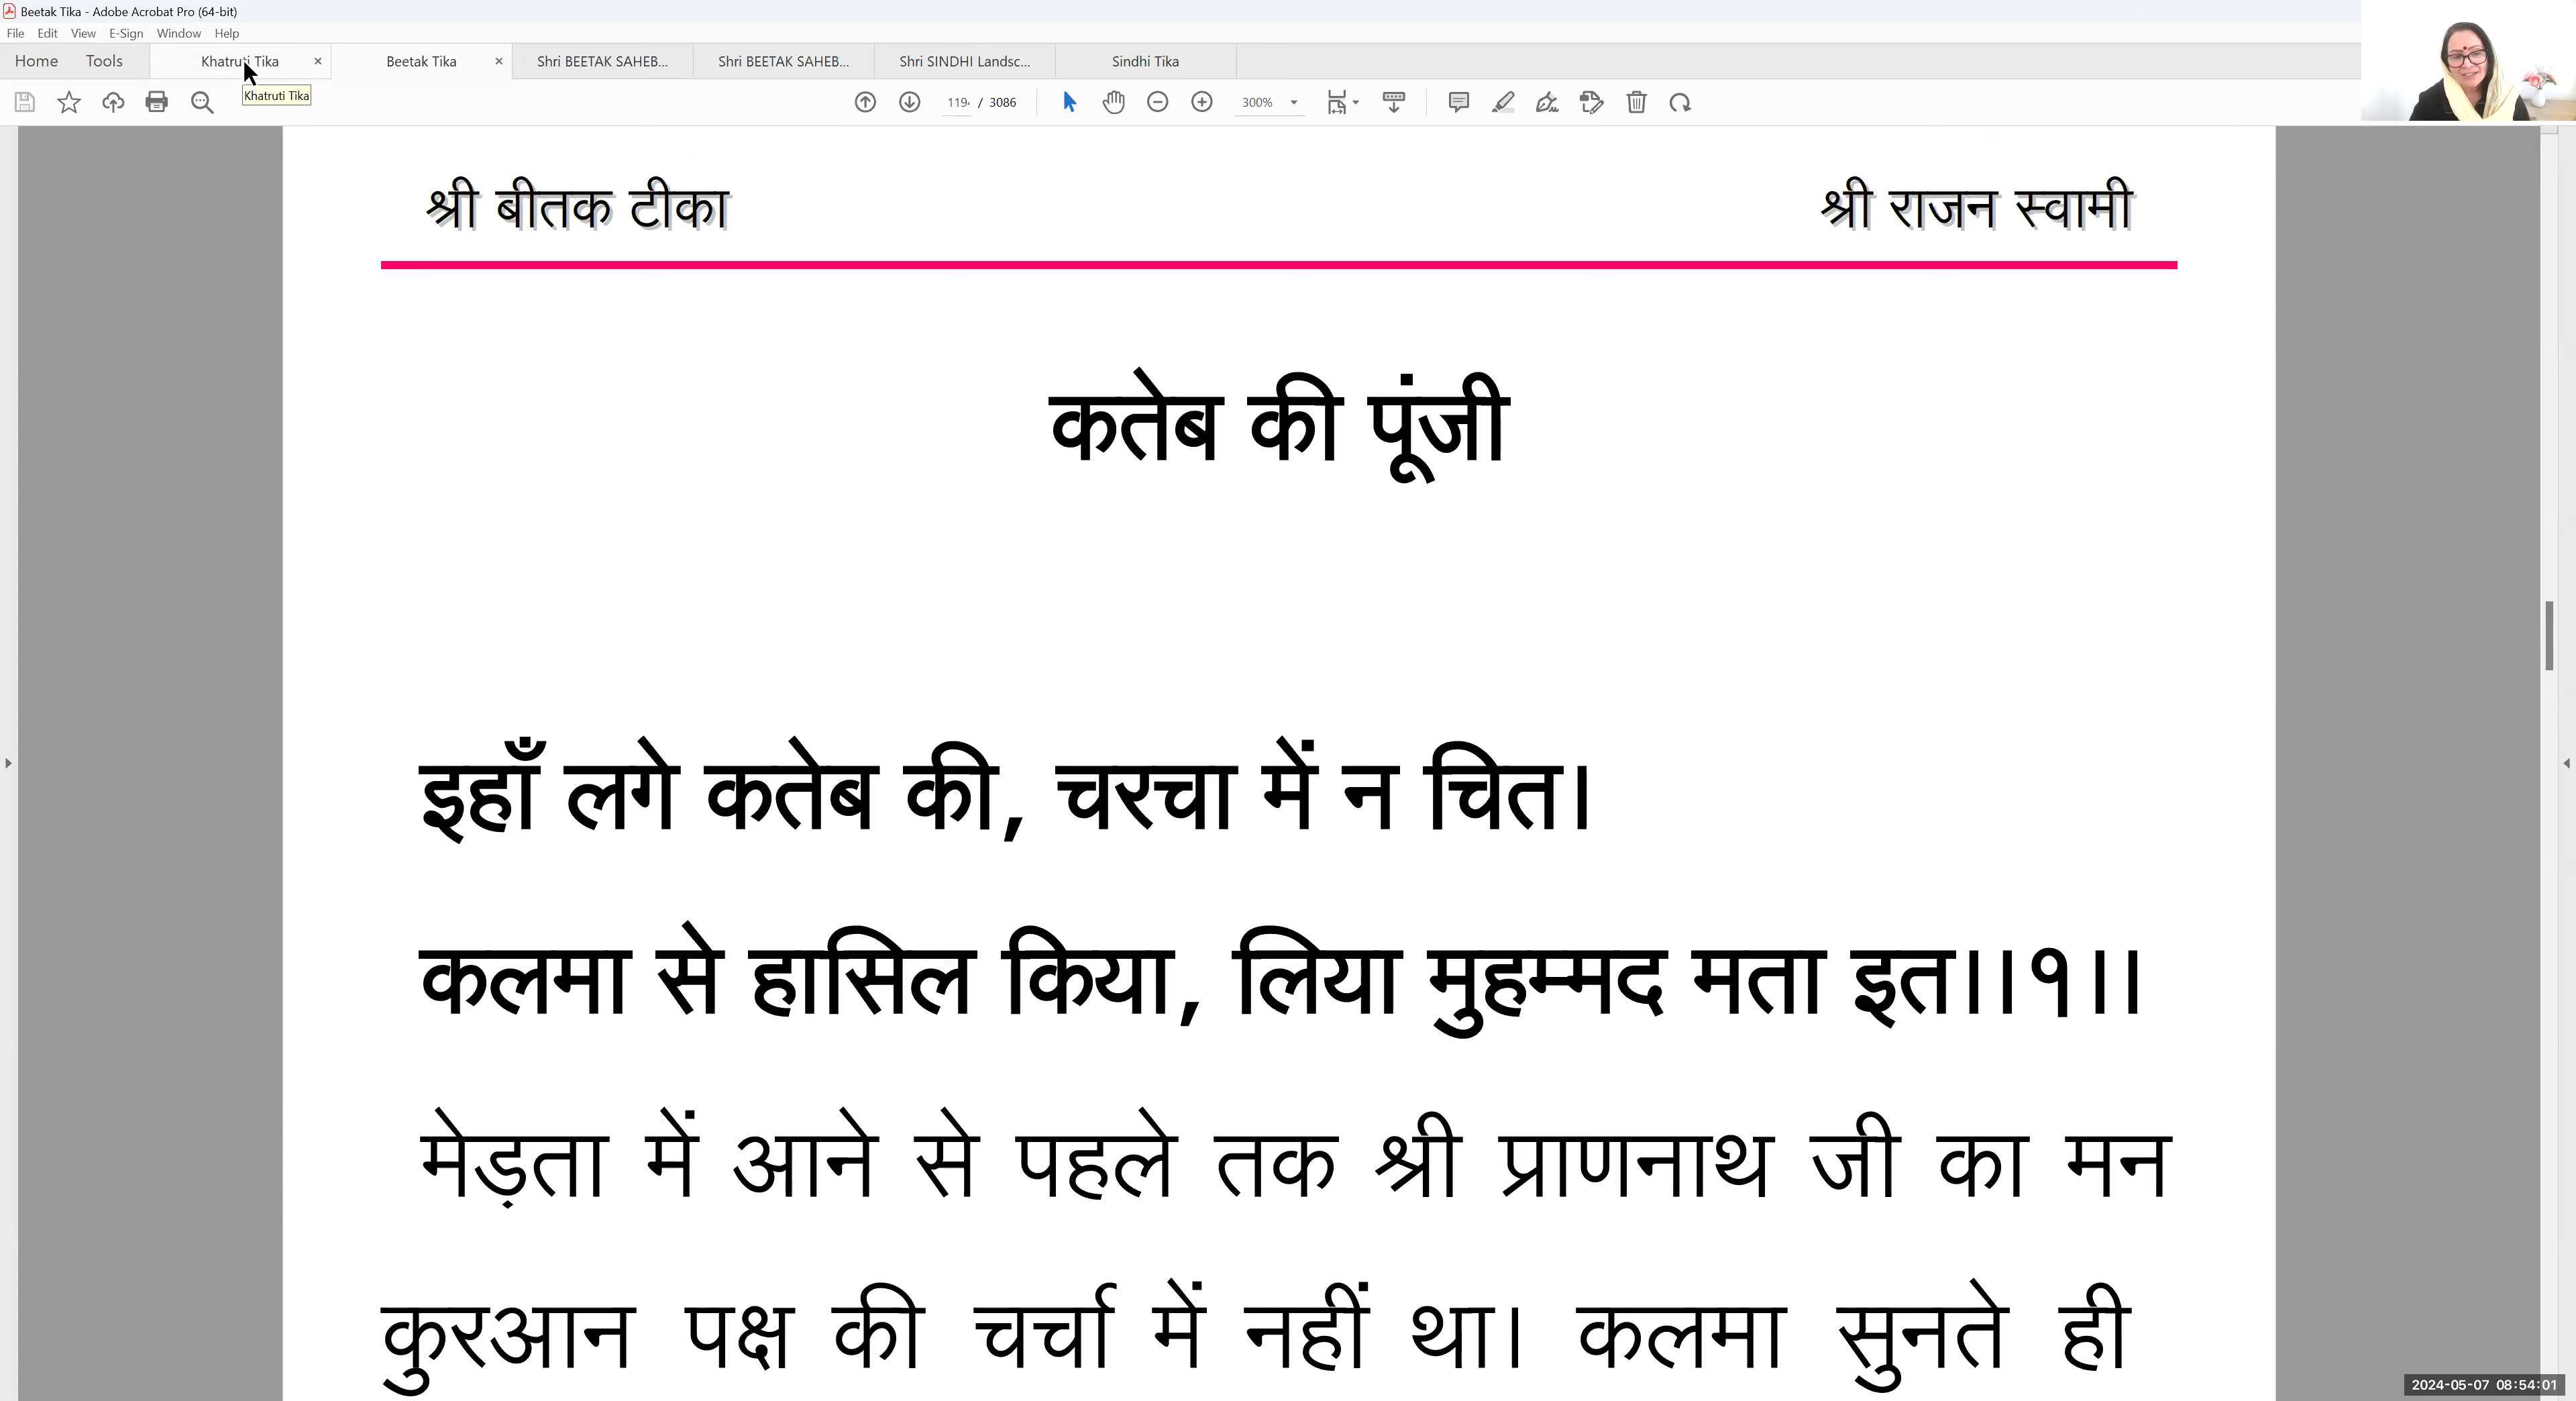 Beetak Tika - Adobe Acrobat Pro (64-bit)
File Edit View E-Sign Window Help
Home Tools Khatruti Tika × Beetak Tika × Shri BEETAK SAHEB... Shri BEETAK SAHEB... Shri SINDHI Landsc... Sindhi Tika
Khatruti Tika
119 / 3086 300%
श्री बीतक टीका श्री राजन स्वामी
कतेब की पूंजी
इहाँ लगे कतेब की, चरचा में न चित।
कलमा से हासिल किया, लिया मुहम्मद मता इत।।१।।
मेड़ता में आने से पहले तक श्री प्राणनाथ जी का मन
कुरआन पक्ष की चर्चा में नहीं था। कलमा सुनते ही
2024-05-07 08:54:01